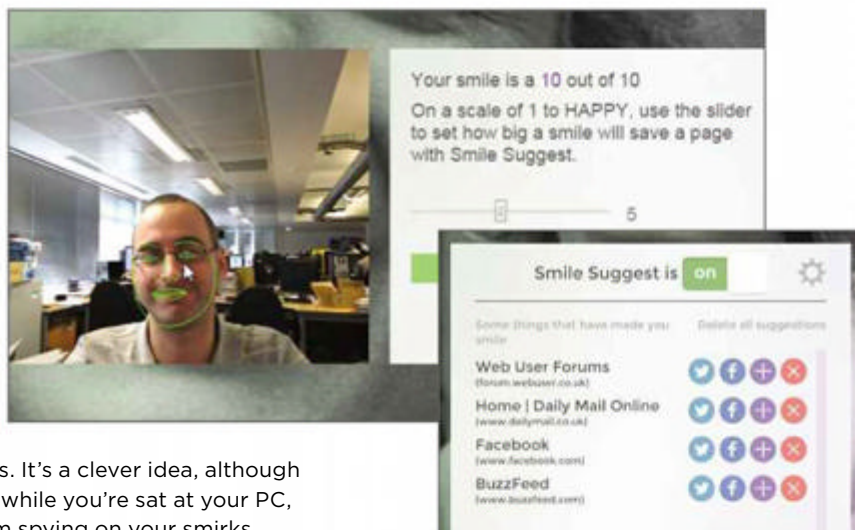 Your smile is a 10 out of 10
On a scale of 1 to HAPPY, use the slider
to set how big a smile will save a page
with Smile Suggest.
5
Smile Suggest is on
Some things that have made you
smile
Delete all suggestions
Web User Forums
(forum.webuser.co.uk)
Home | Daily Mail Online
(www.dailymail.co.uk)
Facebook
(www.facebook.com)
BuzzFeed
(www.buzzfeed.com)
s. It's a clever idea, although
while you're sat at your PC,
m spying on your smirks